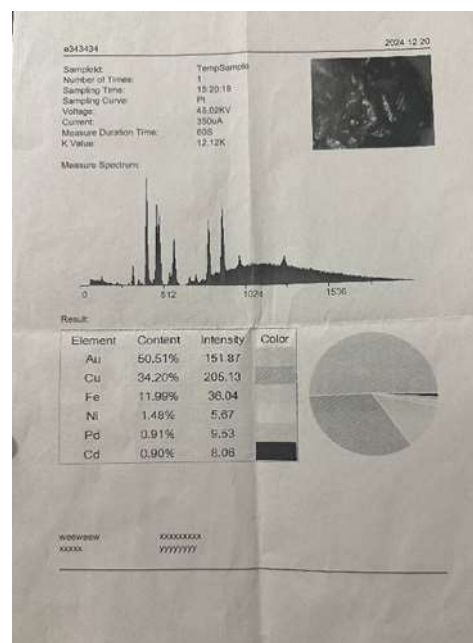 e343434
2024 12 20
SampleId: TempSampl
Number of Times: 1
Sampling Time: 15:20:18
Sampling Curve: Pt
Voltage: 45.02KV
Current: 350uA
Measure Duration Time: 60S
K Value: 12.12K
Measure Spectrum:
0 512 1024 1536
Result:
Element Content Intensity Color
Au 50.51% 151.87
Cu 34.20% 205.13
Fe 11.99% 36.04
Ni 1.48% 5.67
Pd 0.91% 9.53
Cd 0.90% 8.06
weeweew xxxxxxxxx
xxxxx yyyyyyyy